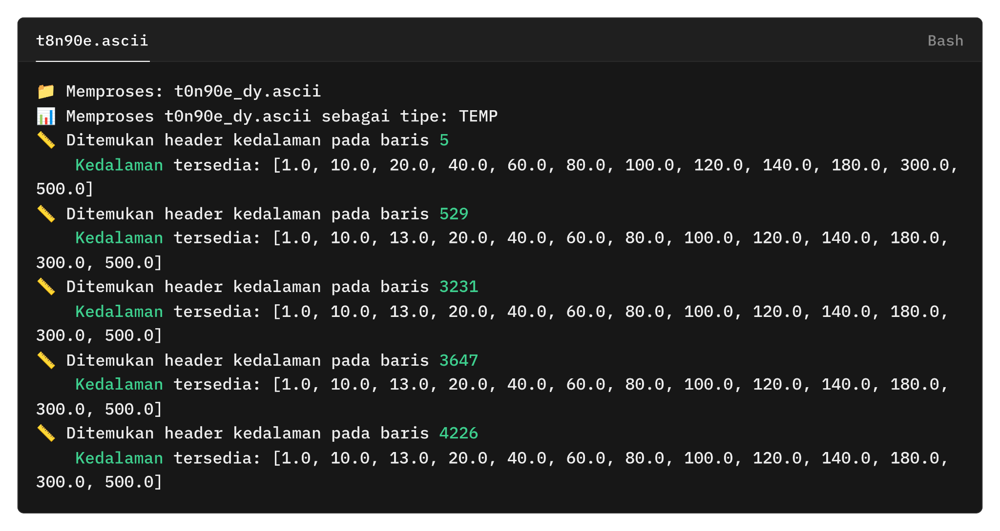 t8n90e.ascii
Bash
📁 Memproses: t0n90e_dy.ascii
📊 Memproses t0n90e_dy.ascii sebagai tipe: TEMP
📏 Ditemukan header kedalaman pada baris 5
Kedalaman tersedia: [1.0, 10.0, 20.0, 40.0, 60.0, 80.0, 100.0, 120.0, 140.0, 180.0, 300.0,
500.0]
📏 Ditemukan header kedalaman pada baris 529
Kedalaman tersedia: [1.0, 10.0, 13.0, 20.0, 40.0, 60.0, 80.0, 100.0, 120.0, 140.0, 180.0,
300.0, 500.0]
📏 Ditemukan header kedalaman pada baris 3231
Kedalaman tersedia: [1.0, 10.0, 13.0, 20.0, 40.0, 60.0, 80.0, 100.0, 120.0, 140.0, 180.0,
300.0, 500.0]
📏 Ditemukan header kedalaman pada baris 3647
Kedalaman tersedia: [1.0, 10.0, 13.0, 20.0, 40.0, 60.0, 80.0, 100.0, 120.0, 140.0, 180.0,
300.0, 500.0]
📏 Ditemukan header kedalaman pada baris 4226
Kedalaman tersedia: [1.0, 10.0, 13.0, 20.0, 40.0, 60.0, 80.0, 100.0, 120.0, 140.0, 180.0,
300.0, 500.0]